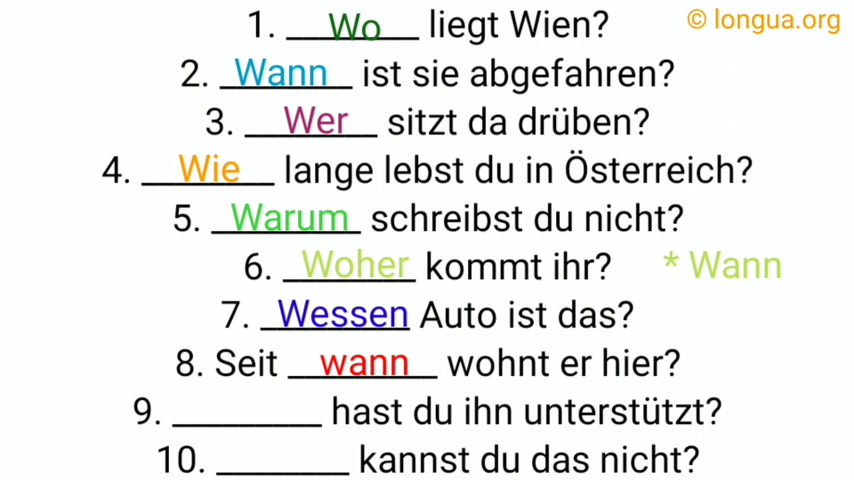 © longua.org
1. Wo liegt Wien?
2. Wann ist sie abgefahren?
3. Wer sitzt da drüben?
4. Wie lange lebst du in Österreich?
5. Warum schreibst du nicht?
6. Woher kommt ihr? * Wann
7. Wessen Auto ist das?
8. Seit wann wohnt er hier?
9. _________ hast du ihn unterstützt?
10. ________ kannst du das nicht?